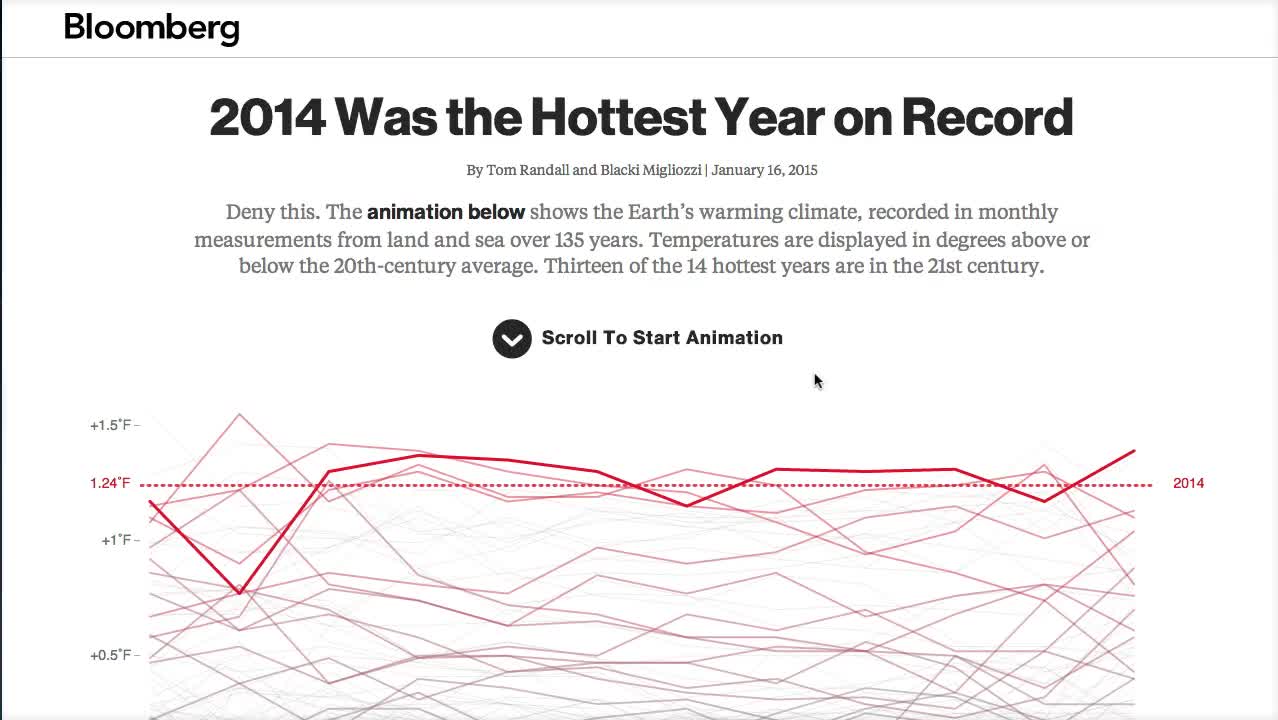 Bloomberg
2014 Was the Hottest Year on Record
By Tom Randall and Blacki Migliozzi | January 16, 2015
Deny this. The animation below shows the Earth's warming climate, recorded in monthly
measurements from land and sea over 135 years. Temperatures are displayed in degrees above or
below the 20th-century average. Thirteen of the 14 hottest years are in the 21st century.
Scroll To Start Animation
+1.5°F
1.24°F
2014
+1°F
+0.5°F